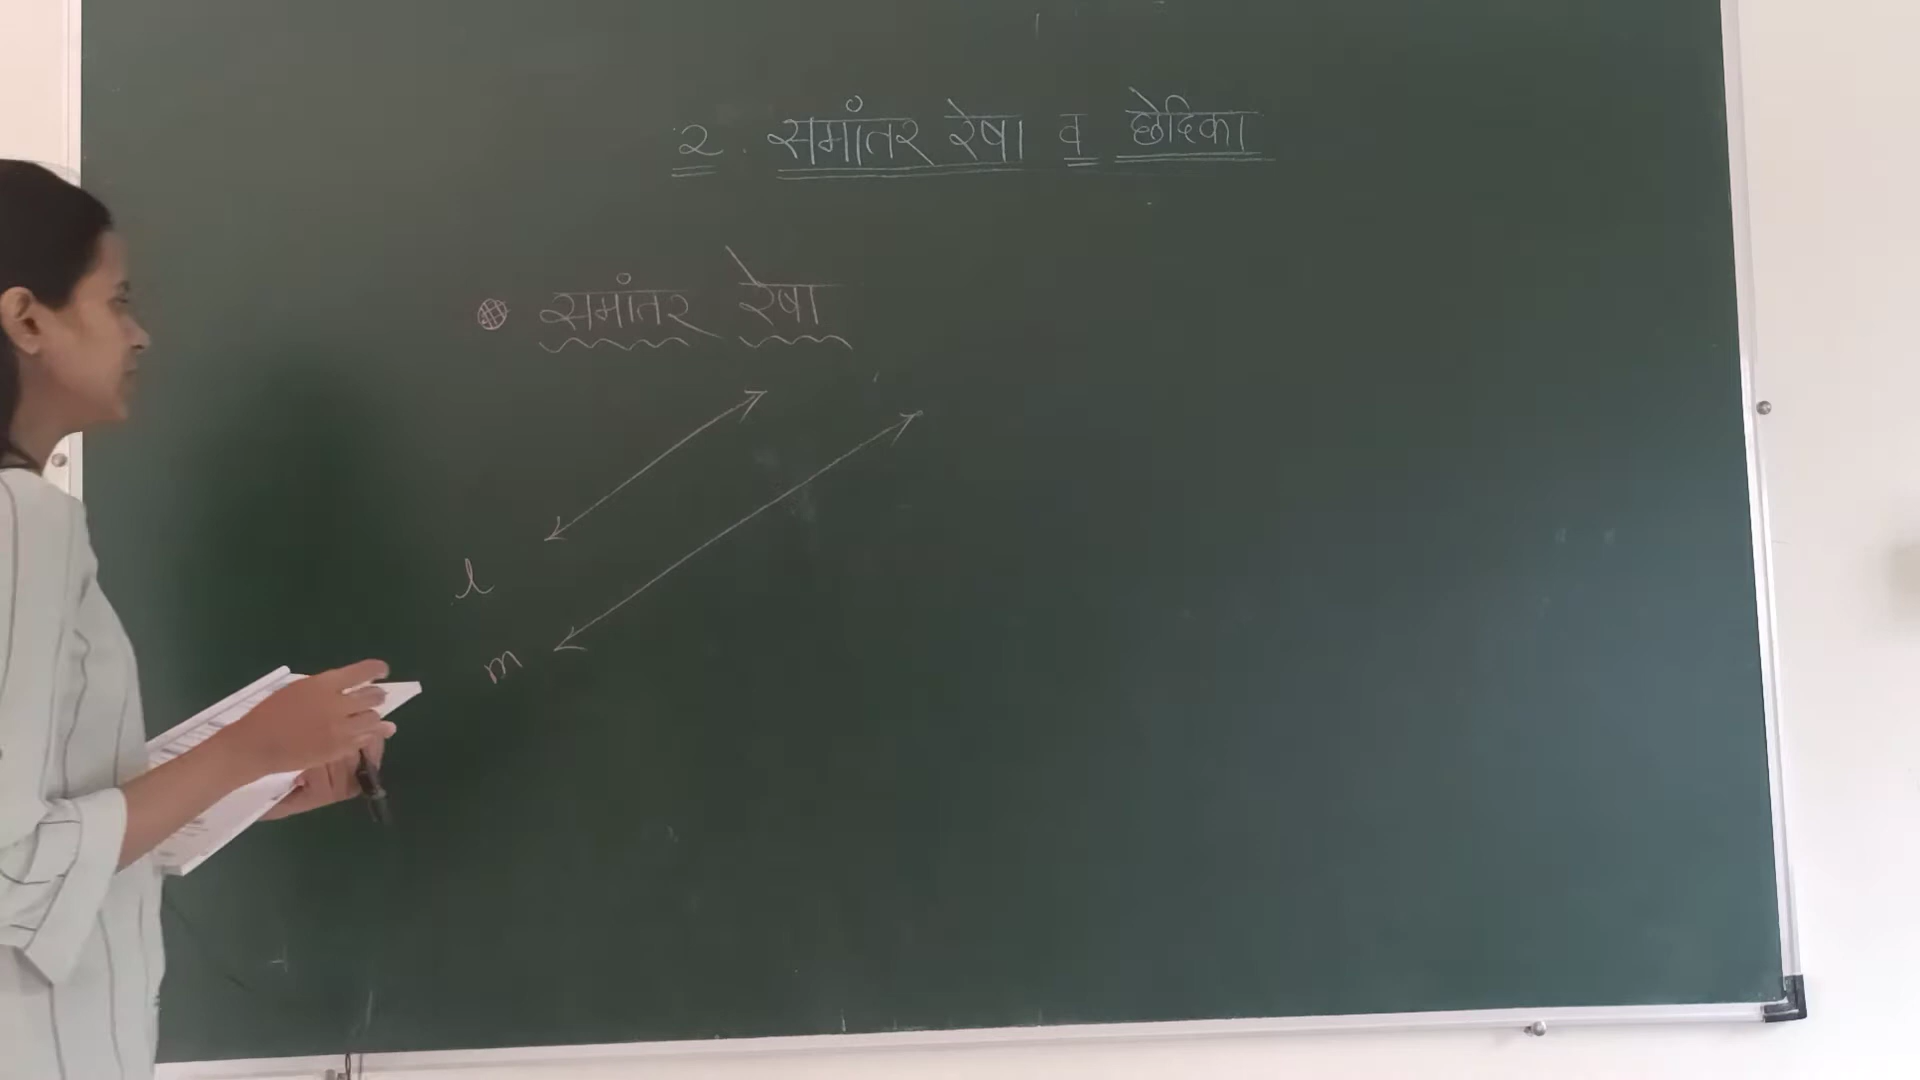 २. समांतर रेषा व छेदिका
समांतर रेषा
l
m